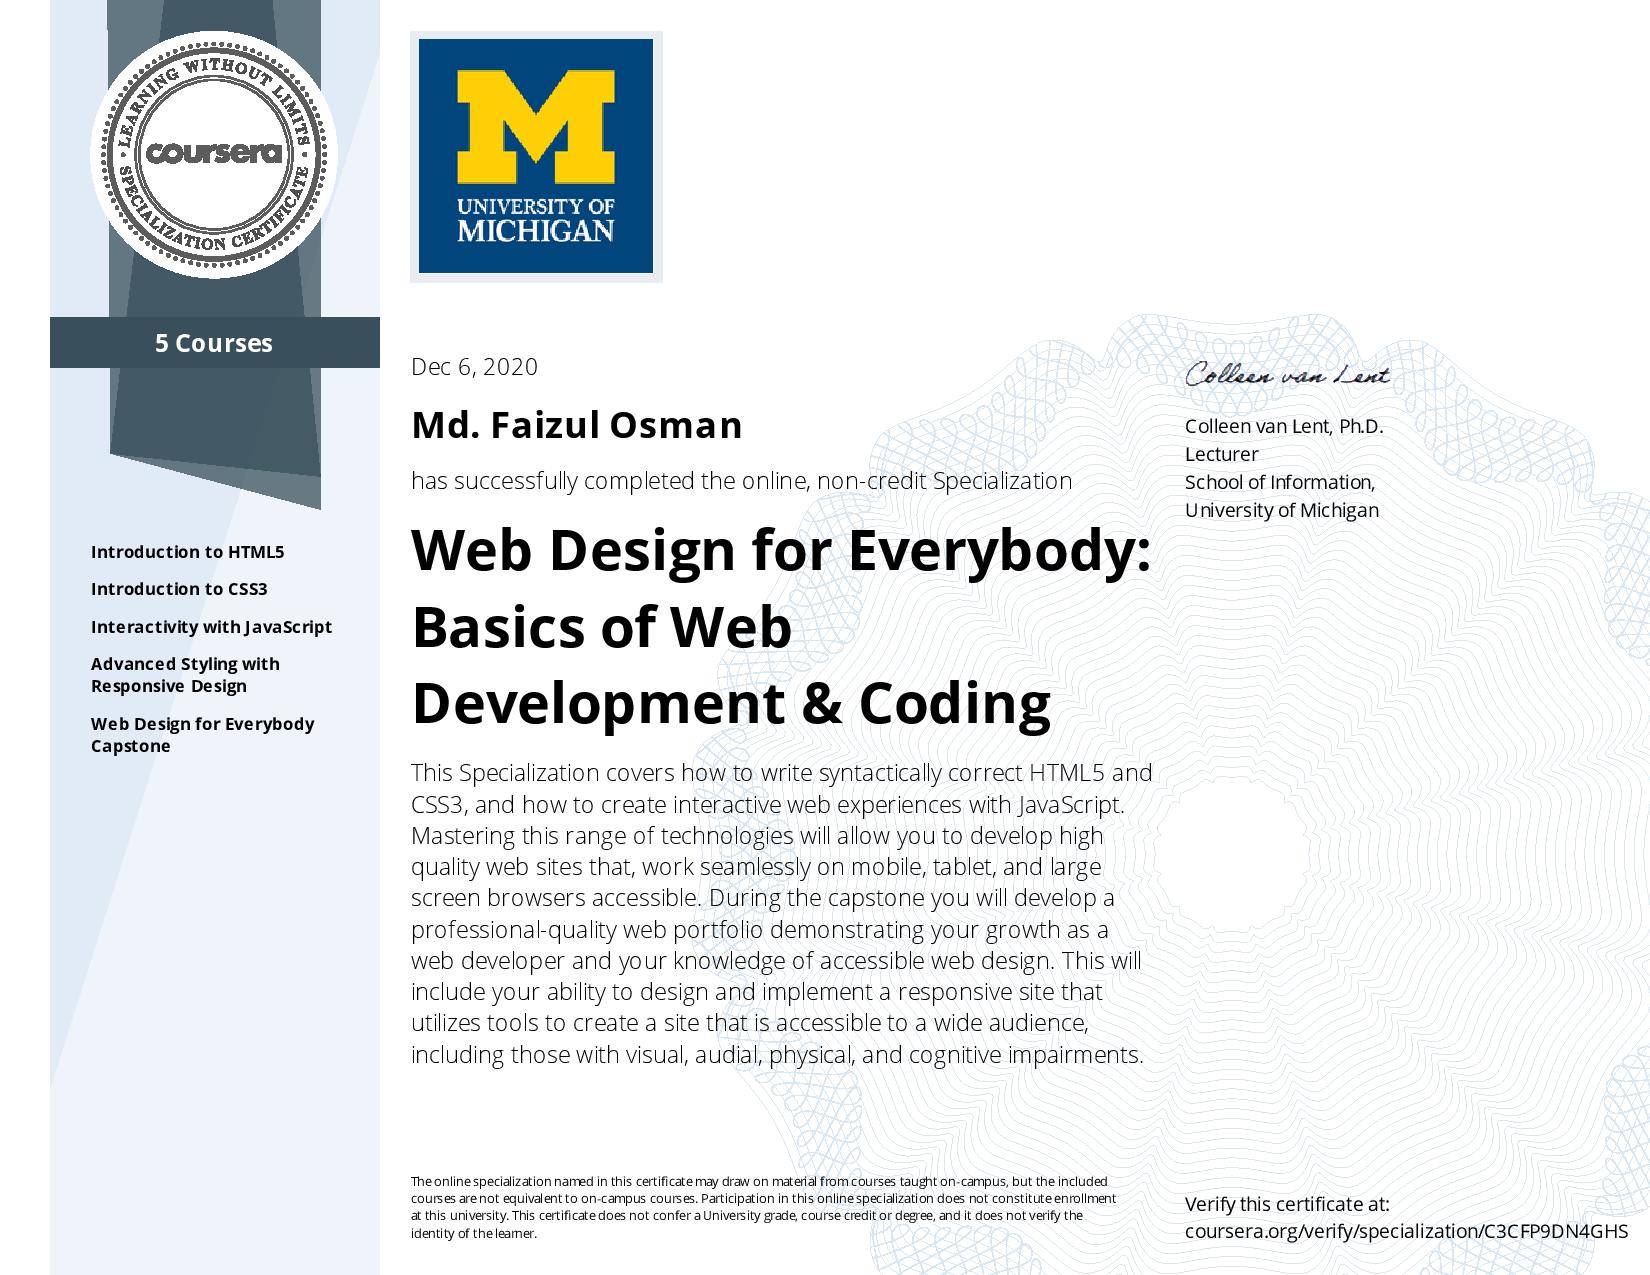 LEARNING WITHOUT LIMITS
coursera
SPECIALIZATION CERTIFICATE
5 Courses
Introduction to HTML5
Introduction to CSS3
Interactivity with JavaScript
Advanced Styling with
Responsive Design
Web Design for Everybody
Capstone
M
UNIVERSITY OF
MICHIGAN
Dec 6, 2020
Md. Faizul Osman
has successfully completed the online, non-credit Specialization
Web Design for Everybody:
Basics of Web
Development & Coding
This Specialization covers how to write syntactically correct HTML5 and
CSS3, and how to create interactive web experiences with JavaScript.
Mastering this range of technologies will allow you to develop high
quality web sites that, work seamlessly on mobile, tablet, and large
screen browsers accessible. During the capstone you will develop a
professional-quality web portfolio demonstrating your growth as a
web developer and your knowledge of accessible web design. This will
include your ability to design and implement a responsive site that
utilizes tools to create a site that is accessible to a wide audience,
including those with visual, audial, physical, and cognitive impairments.
The online specialization named in this certificate may draw on material from courses taught on-campus, but the included
courses are not equivalent to on-campus courses. Participation in this online specialization does not constitute enrollment
at this university. This certificate does not confer a University grade, course credit or degree, and it does not verify the
identity of the learner.
Colleen van Lent
Colleen van Lent, Ph.D.
Lecturer
School of Information,
University of Michigan
Verify this certificate at:
coursera.org/verify/specialization/C3CFP9DN4GHS